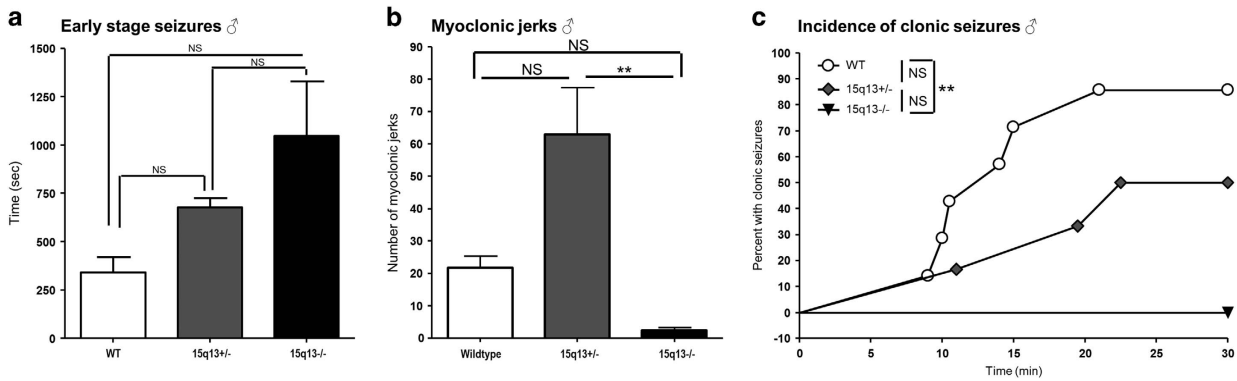 a Early stage seizures ♂
1500
1250
1000
750
500
250
0
Time (sec)
NS
NS
NS
WT 15q13+/- 15q13-/-
b Myoclonic jerks ♂
90
80
70
60
50
40
30
20
10
0
Number of myoclonic jerks
NS
NS **
Wildtype 15q13+/- 15q13-/-
c Incidence of clonic seizures ♂
100
90
80
70
60
50
40
30
20
10
0
-10
Percent with clonic seizures
WT
15q13+/-
15q13-/-
NS
NS
**
0 5 10 15 20 25 30
Time (min)